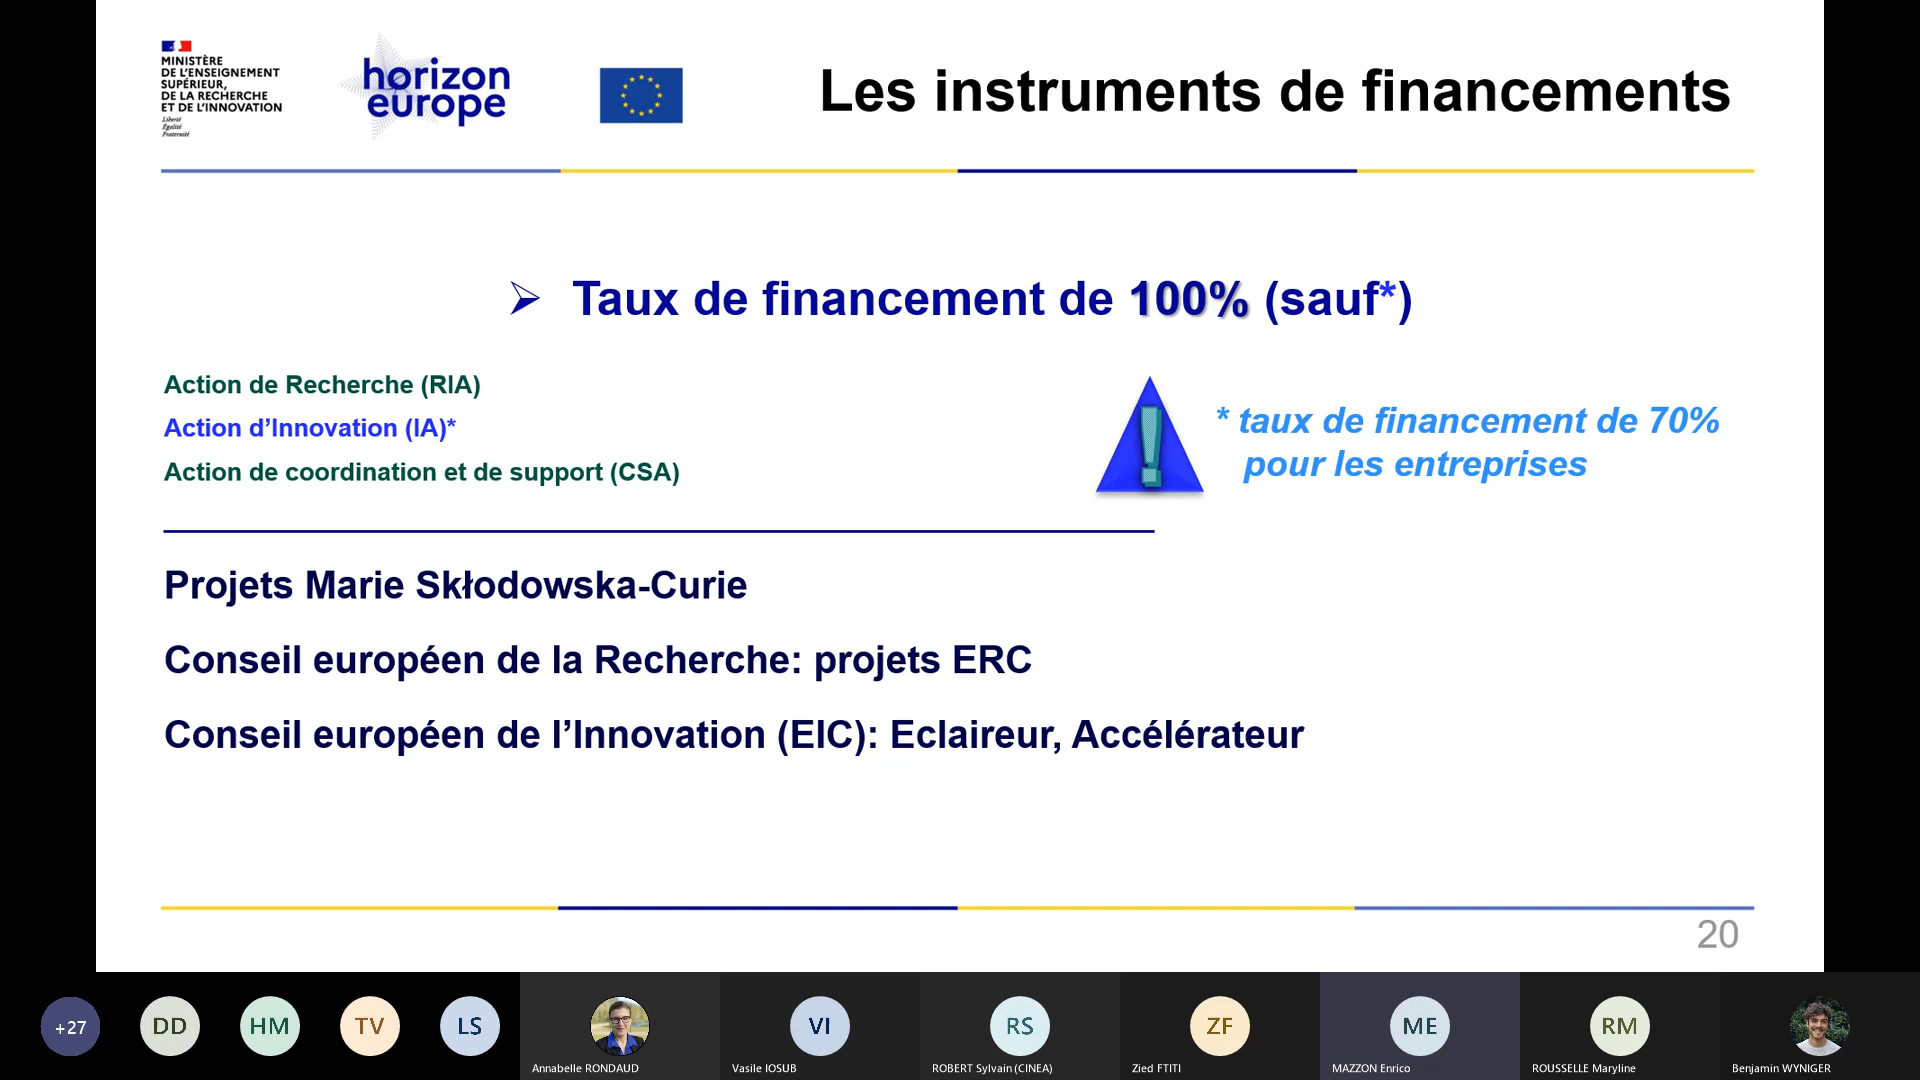 MINISTÈRE
DE L'ENSEIGNEMENT
SUPÉRIEUR,
DE LA RECHERCHE
ET DE L'INNOVATION
Liberté
Égalité
Fraternité
horizon
europe
Les instruments de financements
➢ Taux de financement de 100% (sauf*)
Action de Recherche (RIA)
Action d’Innovation (IA)*
Action de coordination et de support (CSA)
!
* taux de financement de 70%
pour les entreprises
Projets Marie Skłodowska-Curie
Conseil européen de la Recherche: projets ERC
Conseil européen de l’Innovation (EIC): Eclaireur, Accélérateur
20
+27
DD
HM
TV
LS
VI
RS
ZF
ME
RM
Annabelle RONDAUD
Vasile IOSUB
ROBERT Sylvain (CINEA)
Zied FTITI
MAZZON Enrico
ROUSSELLE Maryline
Benjamin WYNIGER